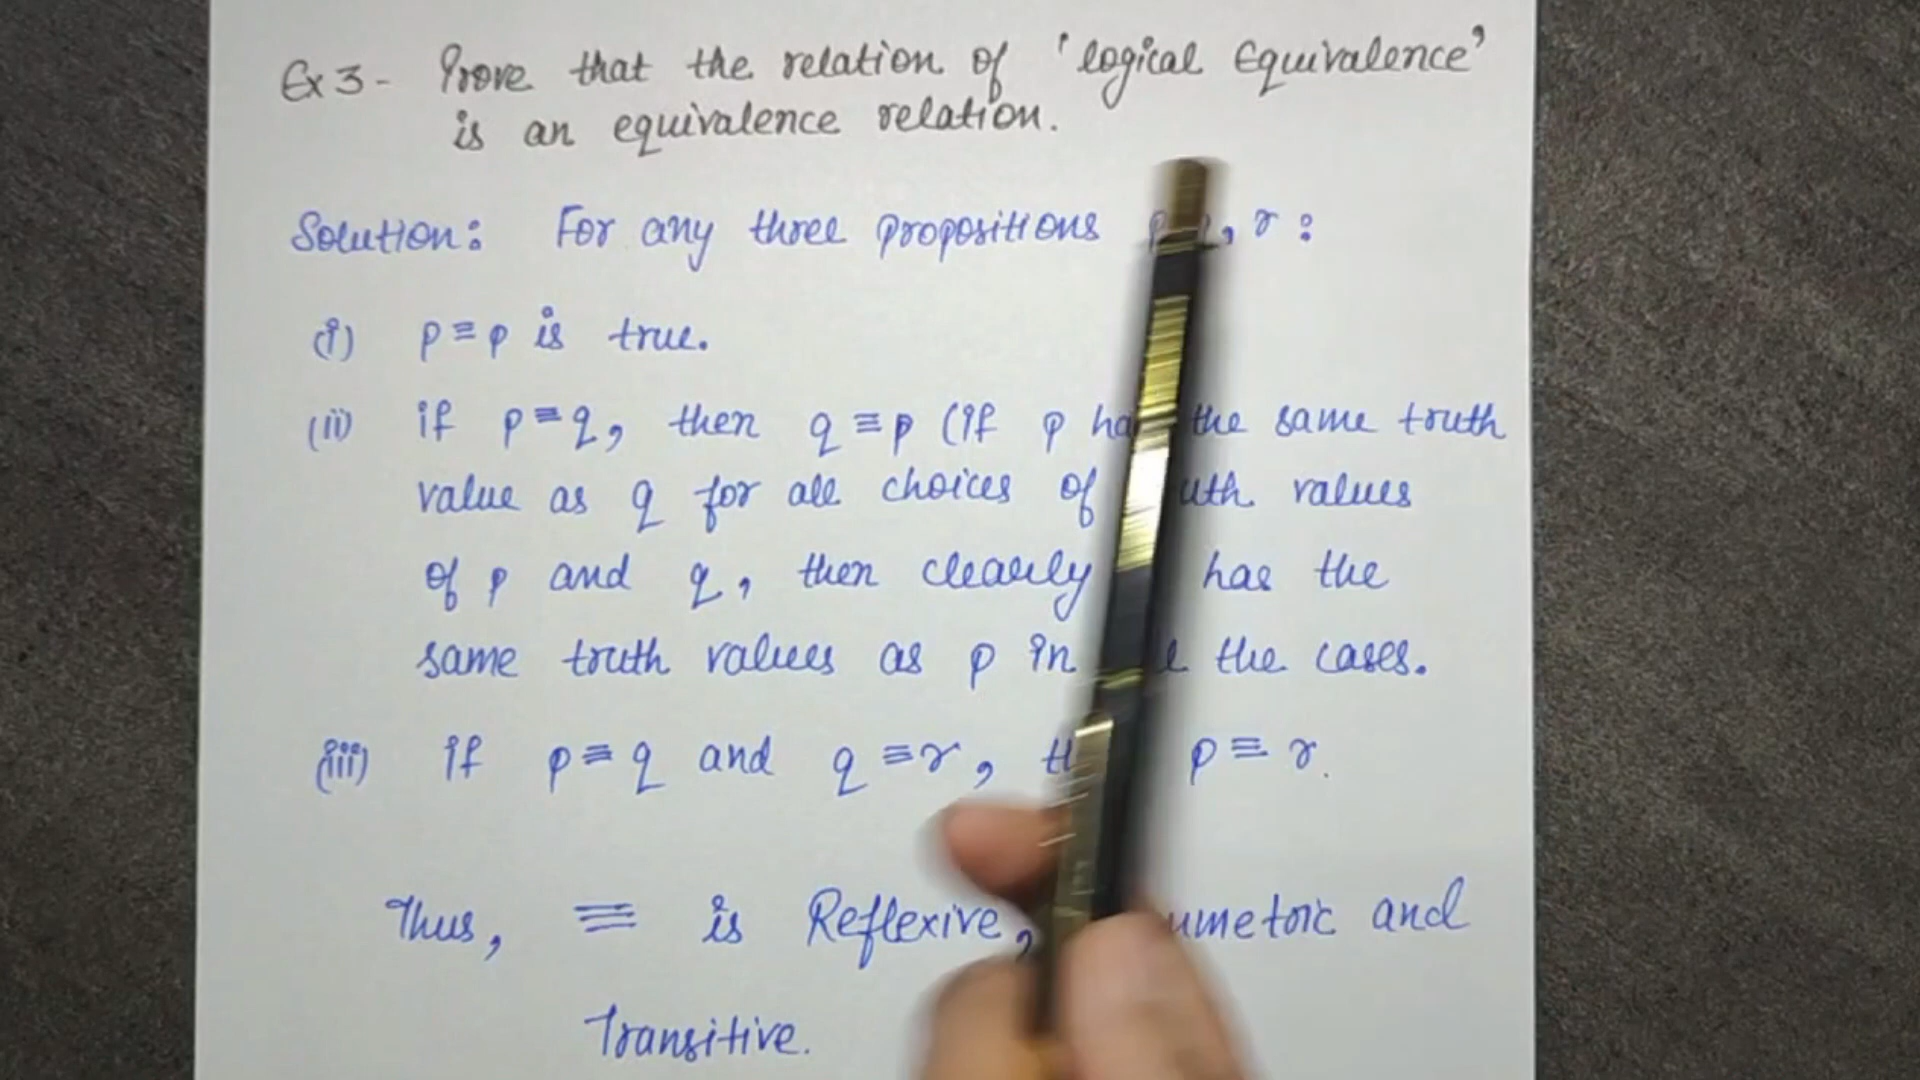 Ex 3 - Prove that the relation of 'logical Equivalence'
is an equivalence relation.
Solution: For any three propositions , r :
(i) p ≡ p is true.
(ii) if p ≡ q, then q ≡ p (if p the same truth
value as q for all choices of values
of p and q, then clearly has the
same truth values as p in the cases.
(iii) if p ≡ q and q ≡ r, p ≡ r.
Thus, ≡ is Reflexive, and
Transitive.